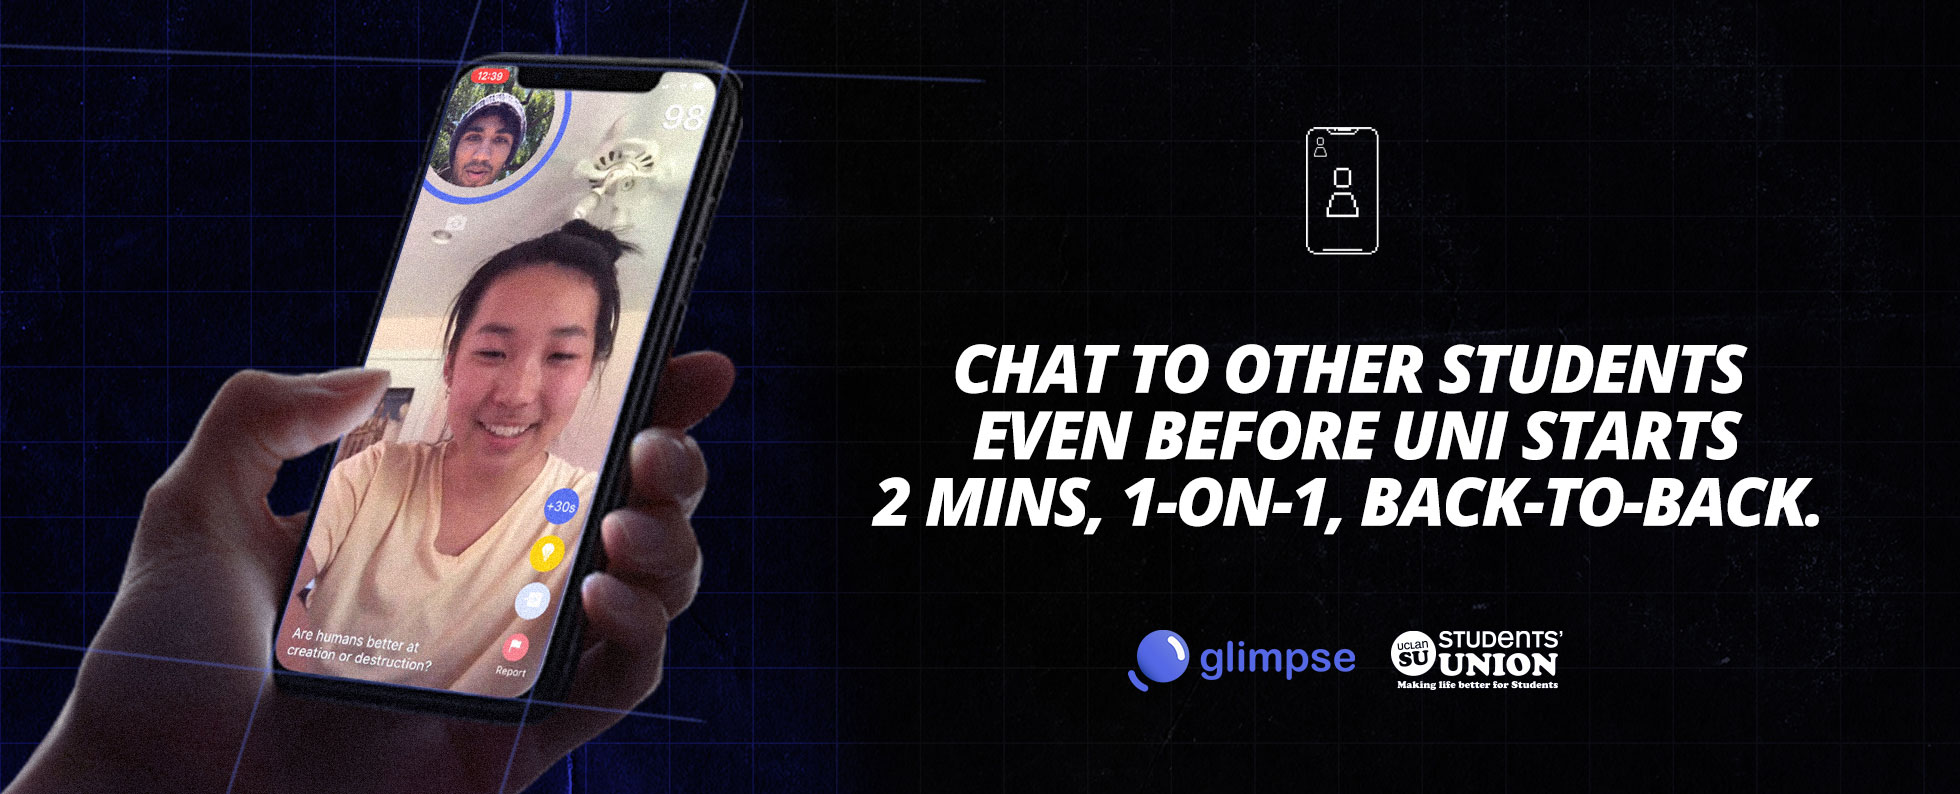 12:39
98
+30s
Are humans better at
creation or destruction?
Report
CHAT TO OTHER STUDENTS
EVEN BEFORE UNI STARTS
2 MINS, 1-ON-1, BACK-TO-BACK.
glimpse
UCLAN
SU
STUDENTS'
UNION
Making life better for Students